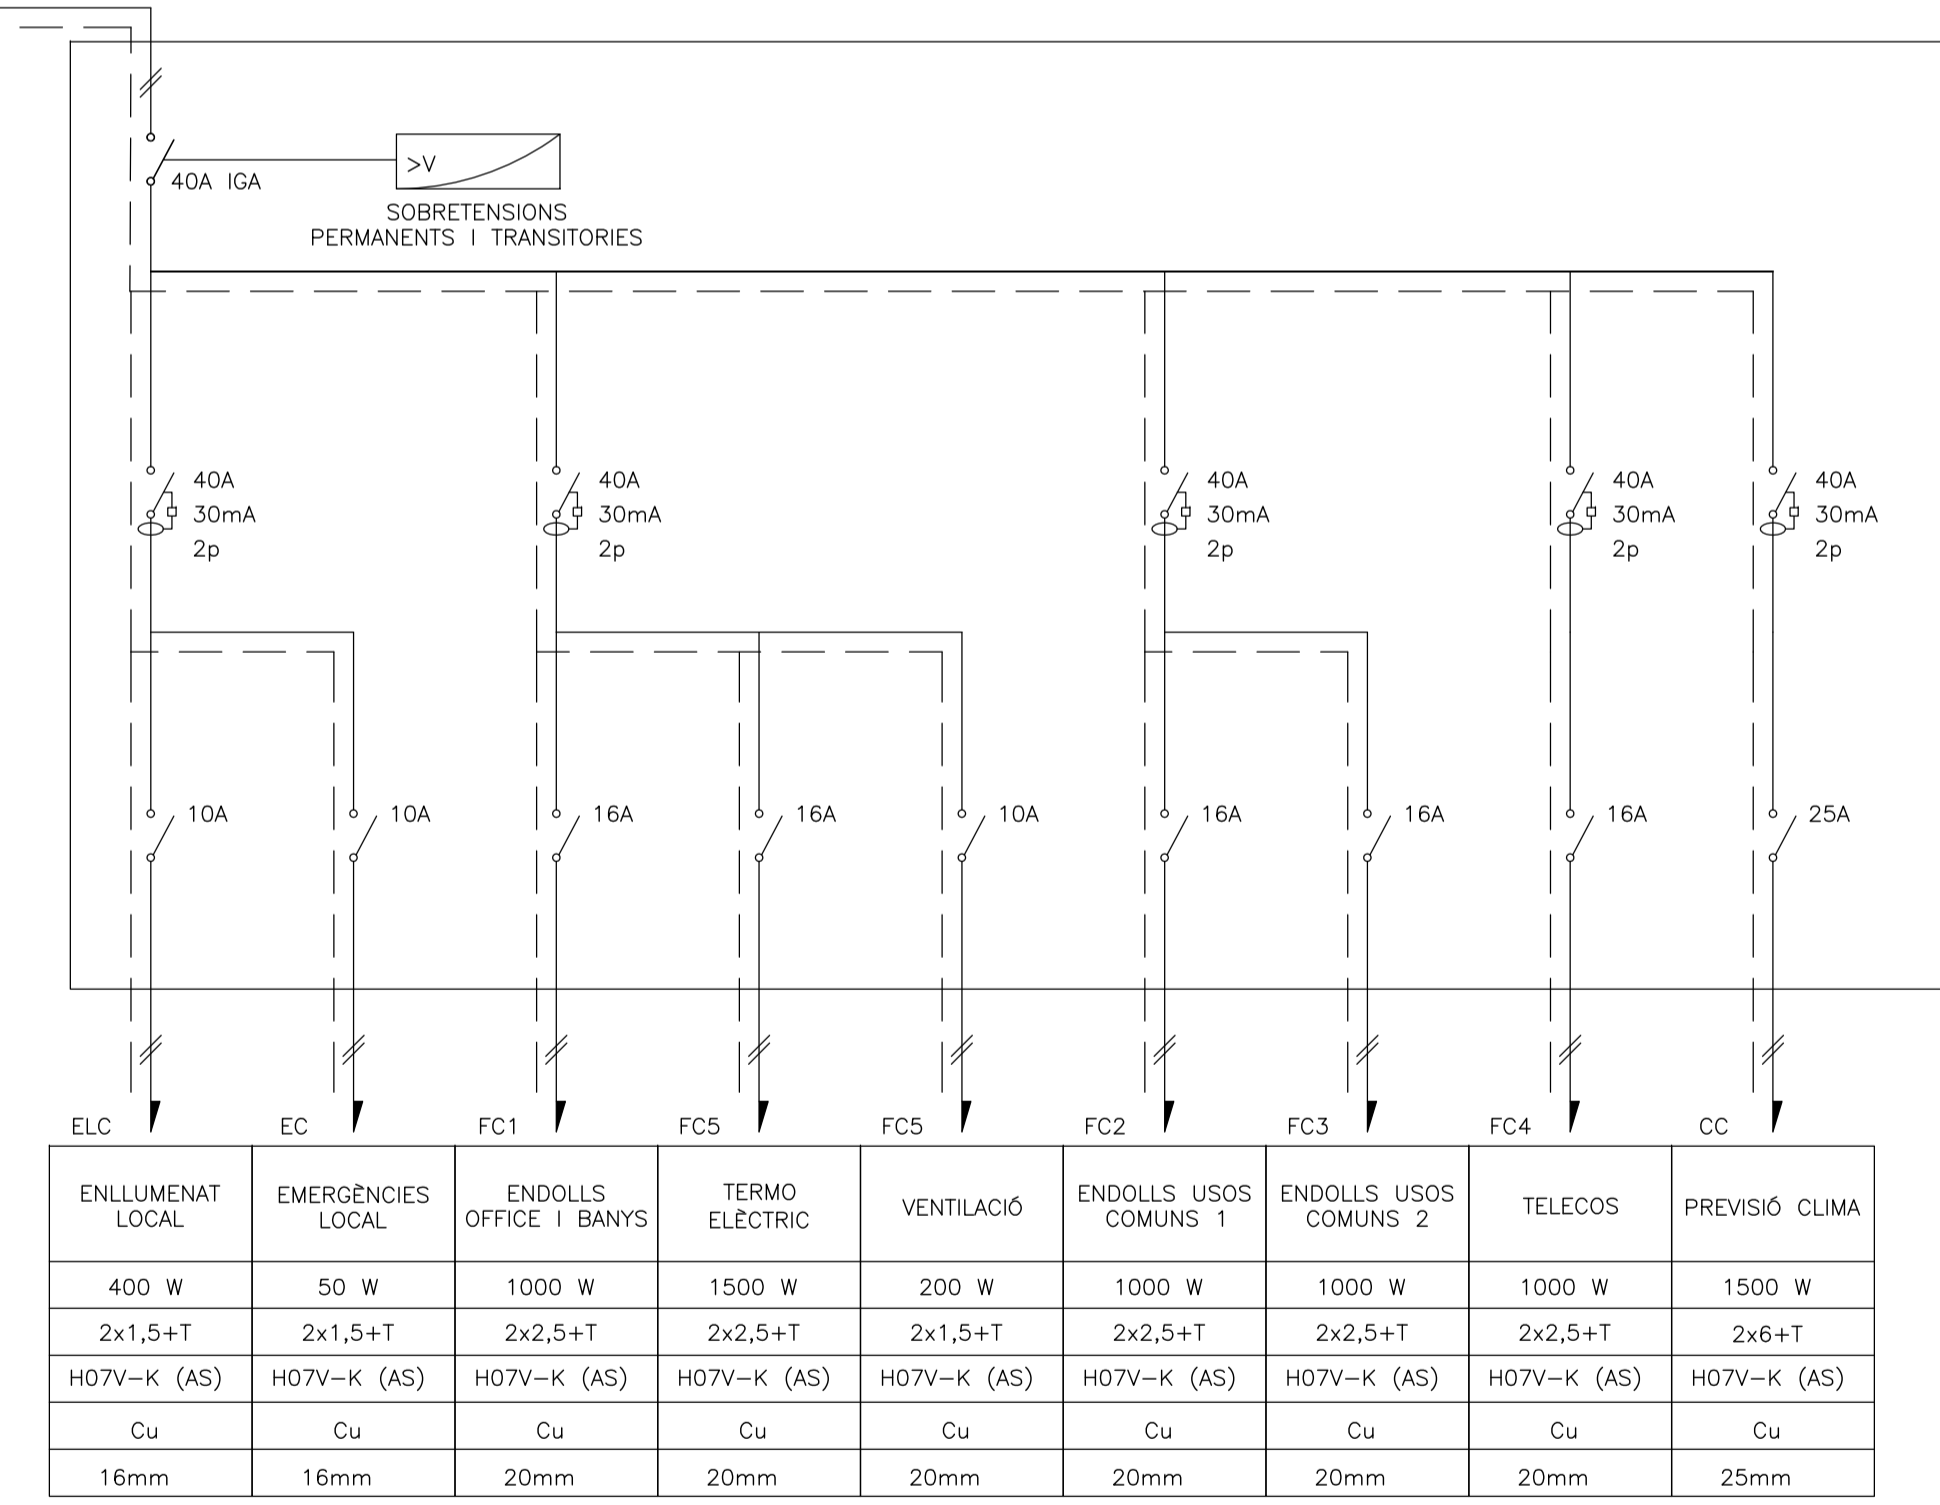 40A IGA
>V
SOBRETENSIONS
PERMANENTS I TRANSITORIES
40A
30mA
2p
40A
30mA
2p
40A
30mA
2p
40A
30mA
2p
40A
30mA
2p
10A
10A
16A
16A
10A
16A
16A
16A
25A
ELC
EC
FC1
FC5
FC5
FC2
FC3
FC4
CC
ENLLUMENAT
LOCAL
EMERGÈNCIES
LOCAL
ENDOLLS
OFFICE I BANYS
TERMO
ELÈCTRIC
VENTILACIÓ
ENDOLLS USOS
COMUNS 1
ENDOLLS USOS
COMUNS 2
TELECOS
PREVISIÓ CLIMA
400 W
50 W
1000 W
1500 W
200 W
1000 W
1000 W
1000 W
1500 W
2x1,5+T
2x1,5+T
2x2,5+T
2x2,5+T
2x1,5+T
2x2,5+T
2x2,5+T
2x2,5+T
2x6+T
H07V-K (AS)
H07V-K (AS)
H07V-K (AS)
H07V-K (AS)
H07V-K (AS)
H07V-K (AS)
H07V-K (AS)
H07V-K (AS)
H07V-K (AS)
Cu
Cu
Cu
Cu
Cu
Cu
Cu
Cu
Cu
16mm
16mm
20mm
20mm
20mm
20mm
20mm
20mm
25mm